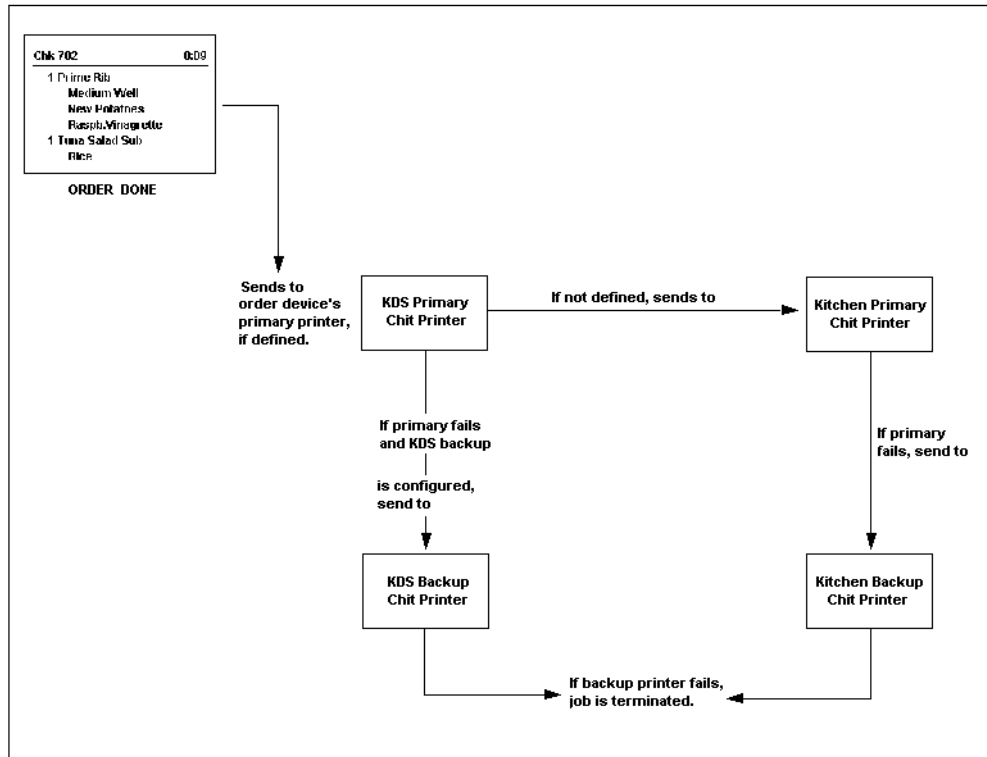 Chk 702 0:09
1 Prime Rib
Medium Well
New Potatoes
Raspb.Vinagrette
1 Tuna Salad Sub
Rice
ORDER DONE
Sends to
order device's
primary printer,
if defined.
KDS Primary
Chit Printer
If not defined, sends to
Kitchen Primary
Chit Printer
If primary fails
and KDS backup
is configured,
send to
If primary
fails, send to
KDS Backup
Chit Printer
Kitchen Backup
Chit Printer
If backup printer fails,
job is terminated.